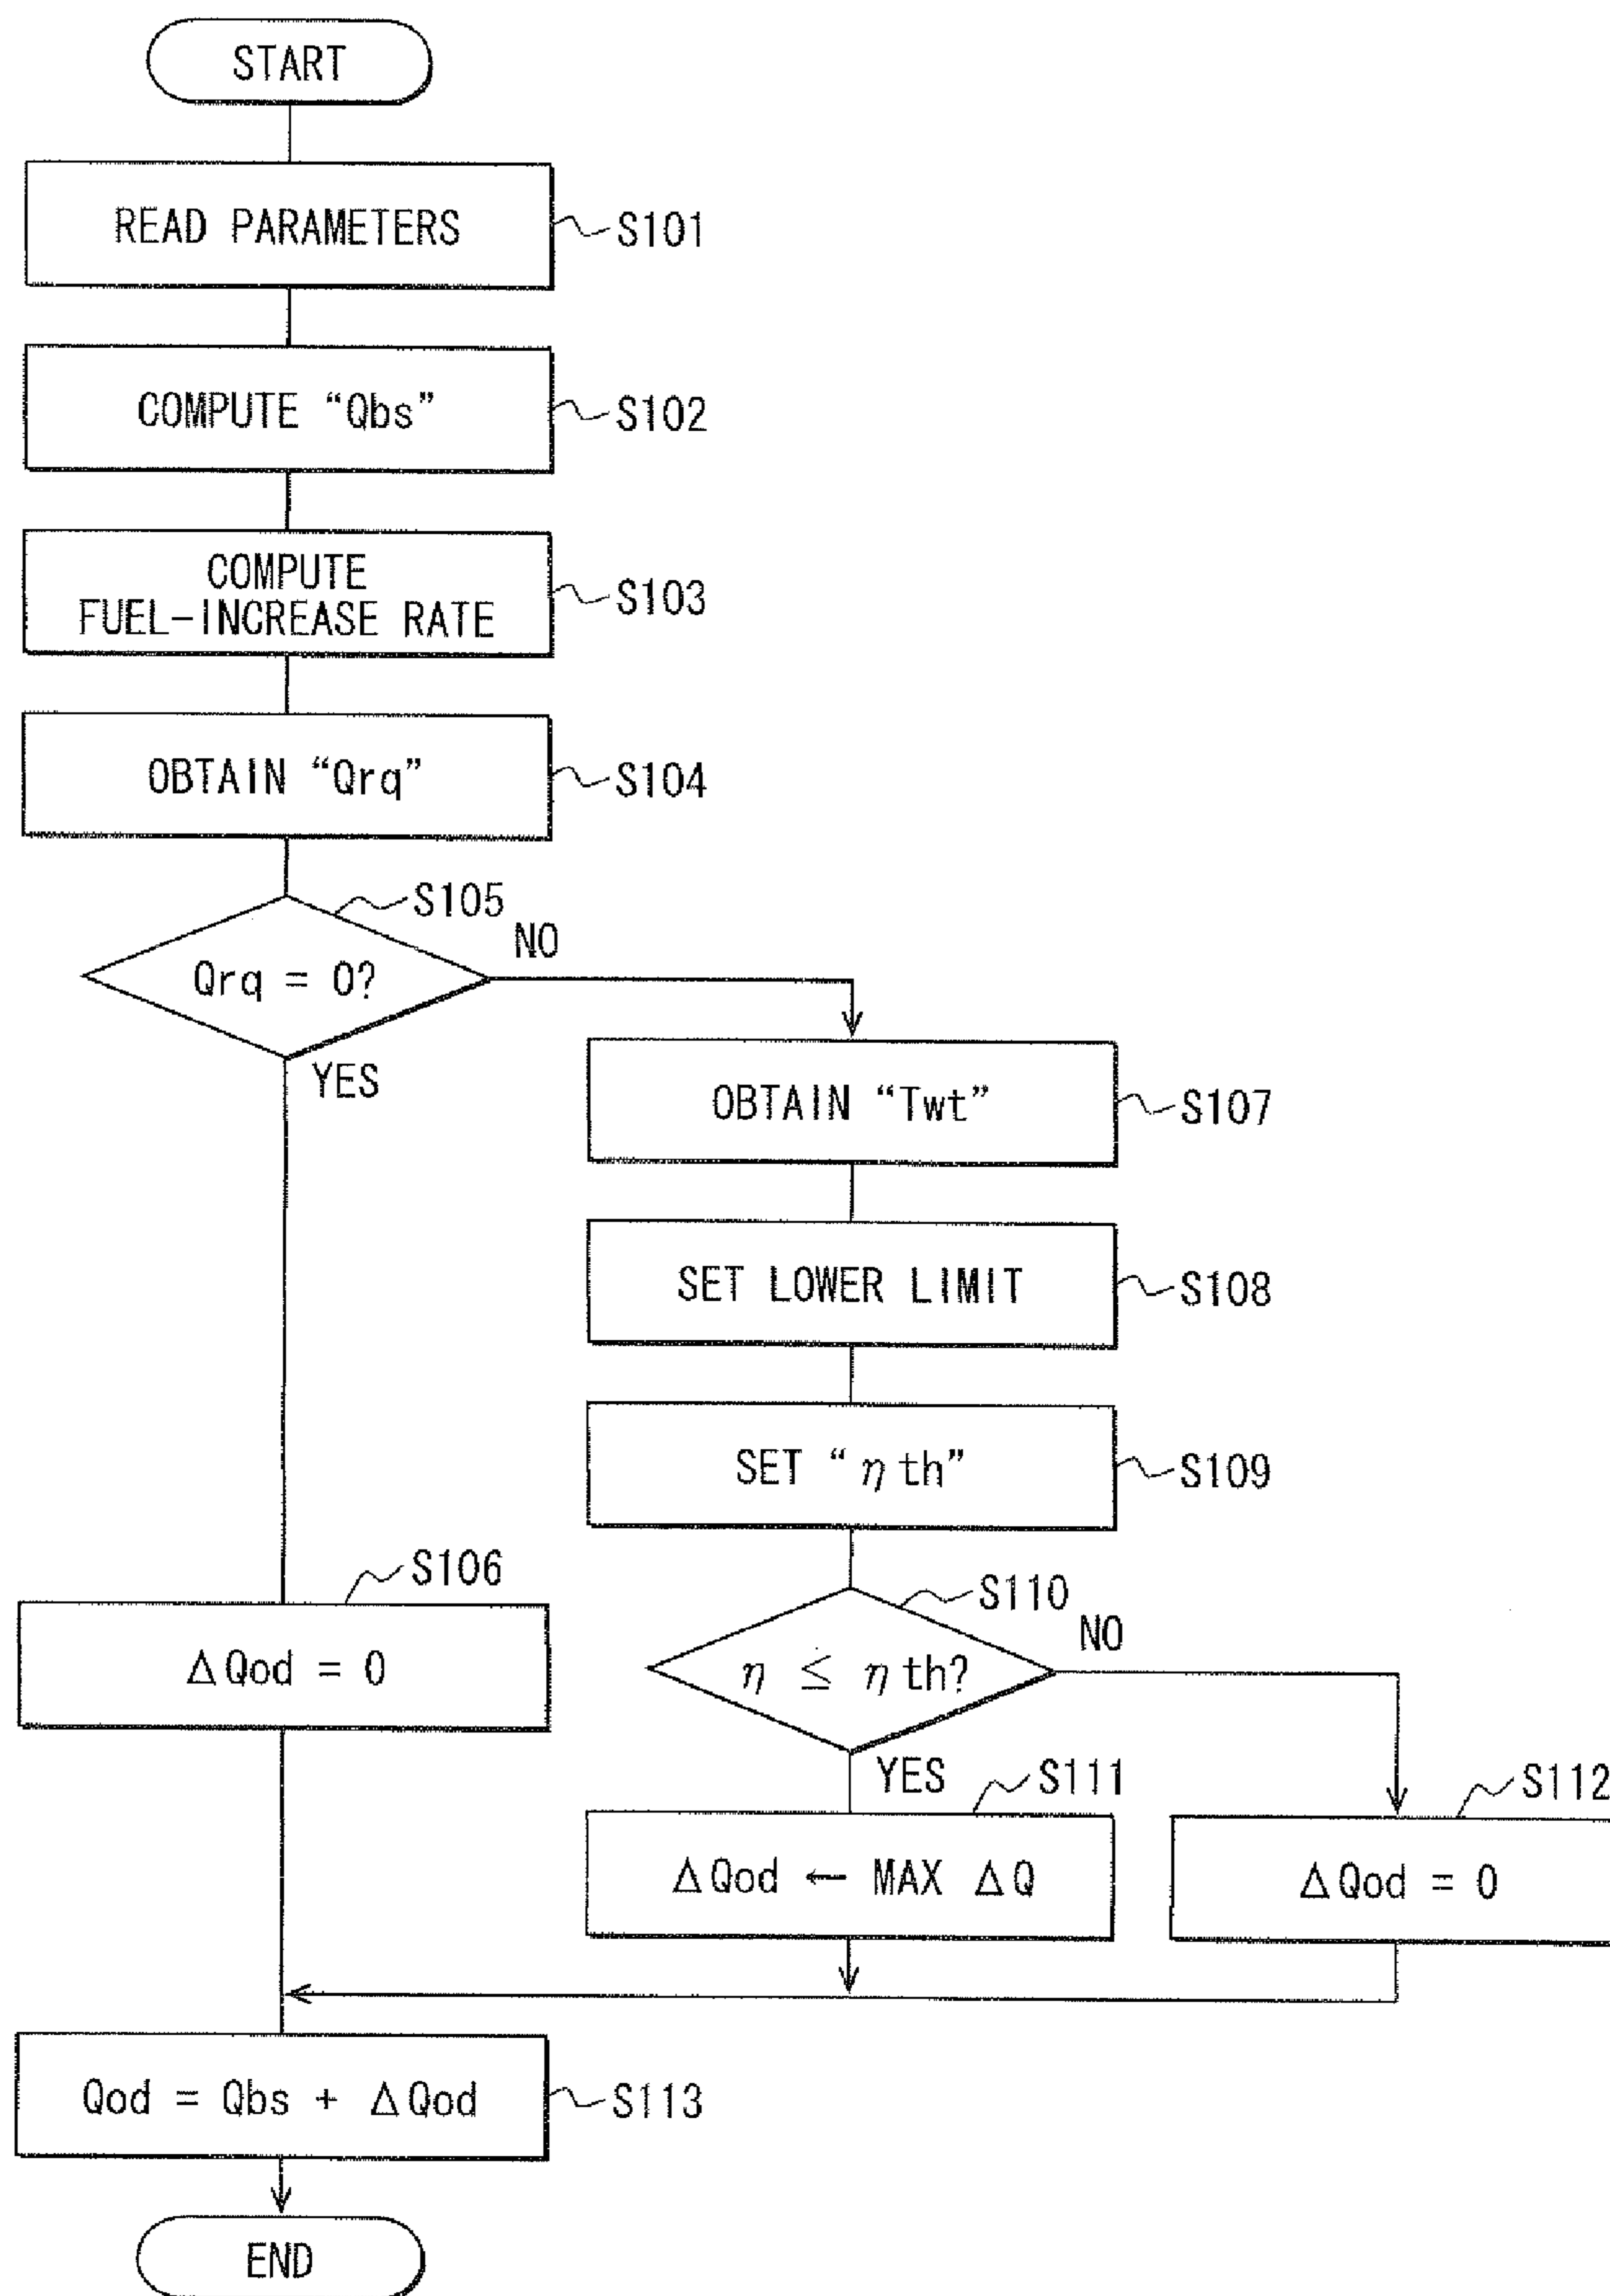 START
READ PARAMETERS
S101
COMPUTE “Qbs”
S102
COMPUTE
FUEL-INCREASE RATE
S103
OBTAIN “Qrq”
S104
S105
Qrq = 0?
NO
YES
OBTAIN “Twt”
S107
SET LOWER LIMIT
S108
SET “ηth”
S109
S106
ΔQod = 0
S110
η ≦ ηth?
NO
YES
S111
ΔQod ← MAX ΔQ
S112
ΔQod = 0
Qod = Qbs + ΔQod
S113
END